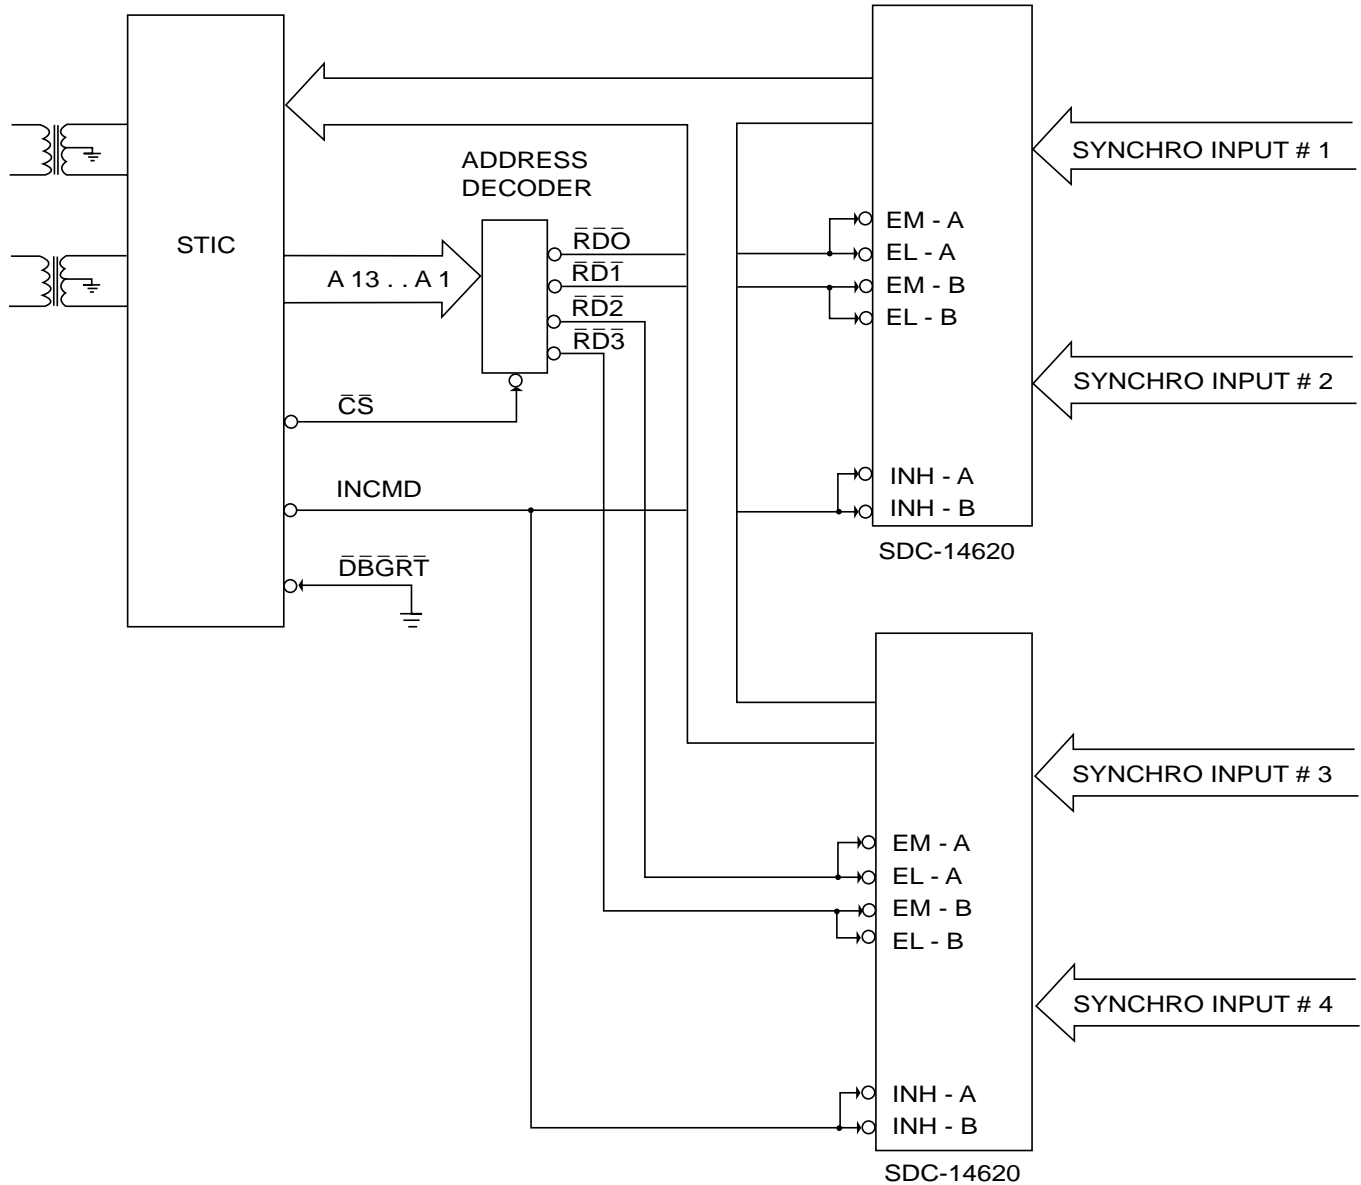 STIC
ADDRESS
DECODER
A 13 . . A 1
RDO
RD1
RD2
RD3
CS
INCMD
DBGRT
EM - A
EL - A
EM - B
EL - B
INH - A
INH - B
SDC-14620
SYNCHRO INPUT # 1
SYNCHRO INPUT # 2
EM - A
EL - A
EM - B
EL - B
INH - A
INH - B
SDC-14620
SYNCHRO INPUT # 3
SYNCHRO INPUT # 4